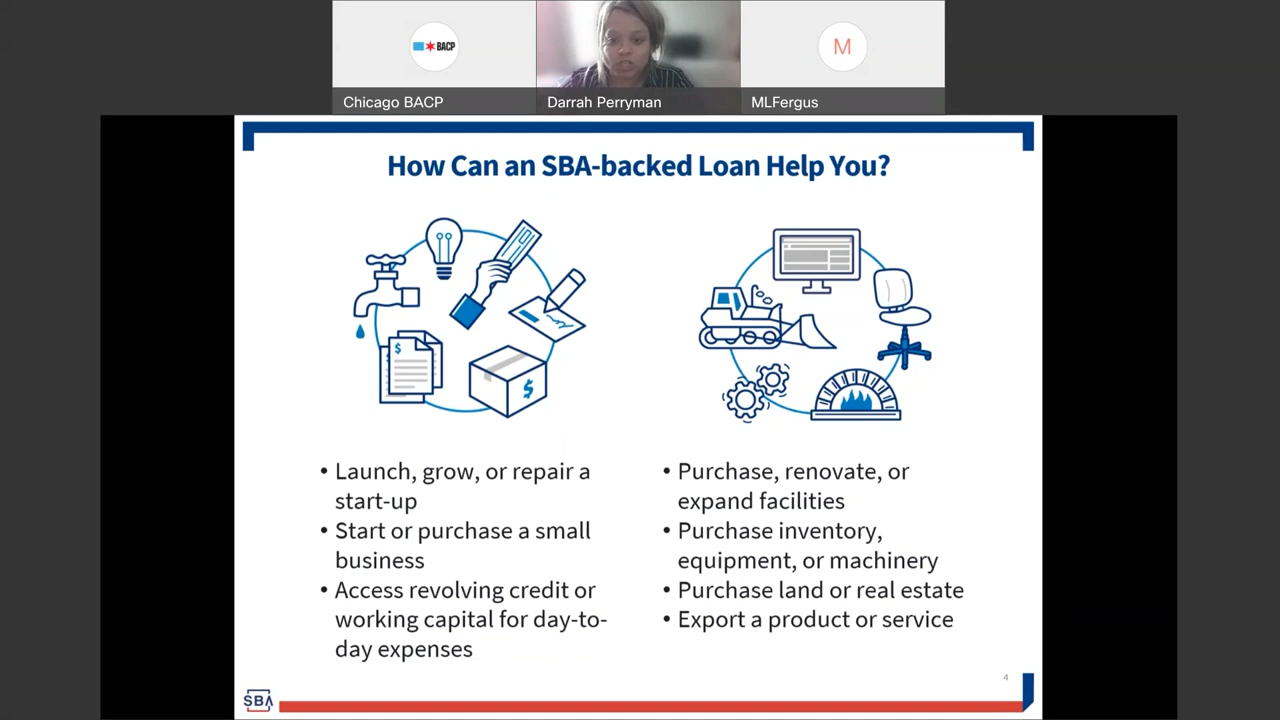 BACP
M
Chicago BACP
Darrah Perryman
MLFergus
How Can an SBA-backed Loan Help You?
$
$
• Launch, grow, or repair a
start-up
• Start or purchase a small
business
• Access revolving credit or
working capital for day-to-
day expenses
• Purchase, renovate, or
expand facilities
• Purchase inventory,
equipment, or machinery
• Purchase land or real estate
• Export a product or service
4
SBA